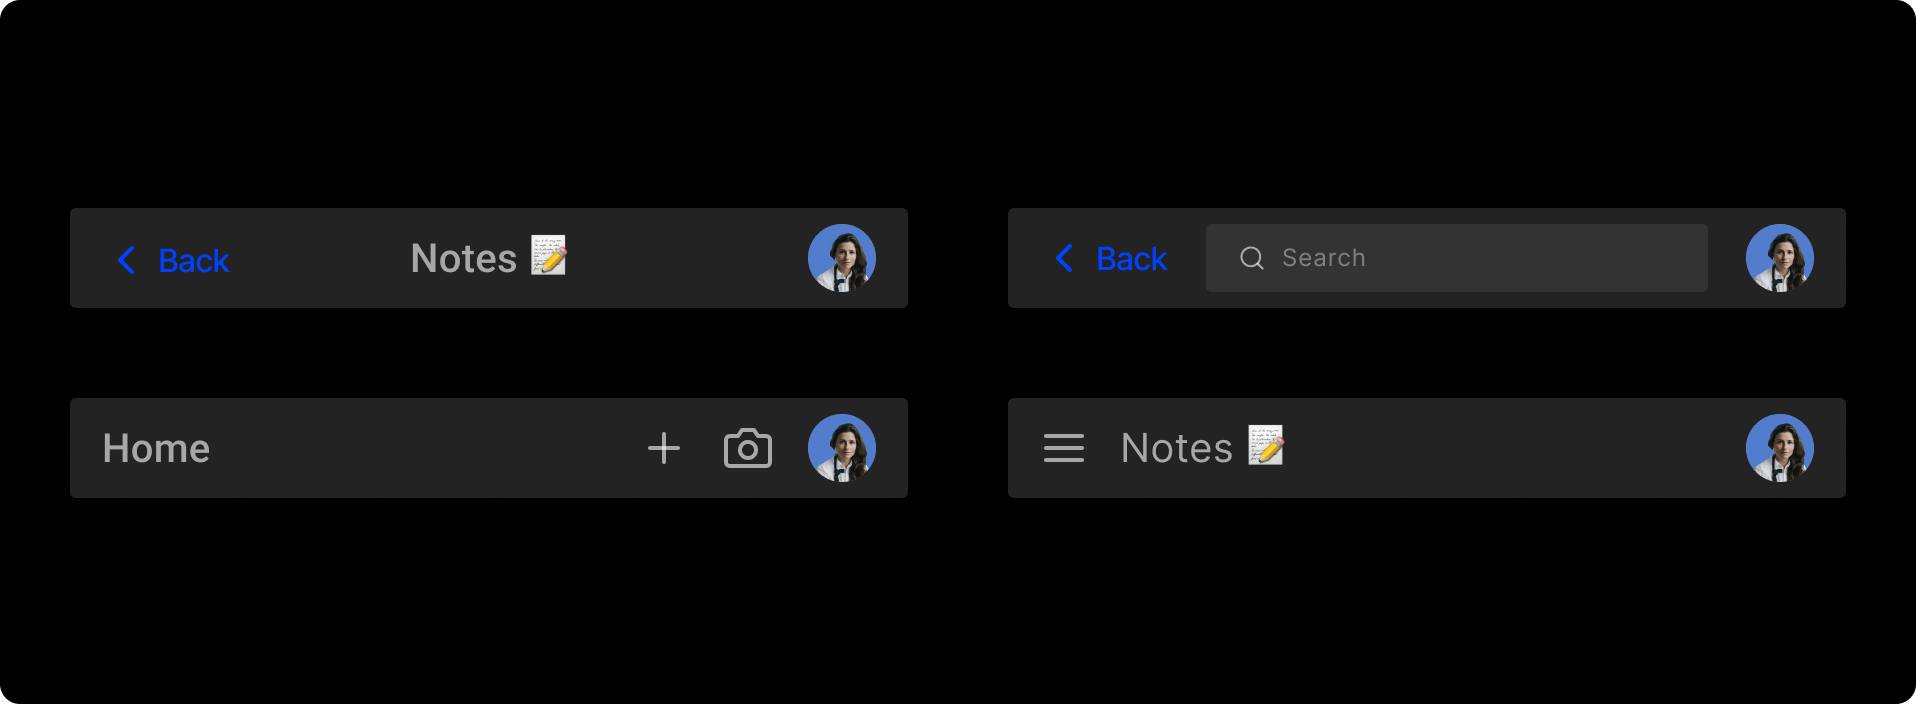 Back
Notes 📝
Back
Search
Home
Notes 📝